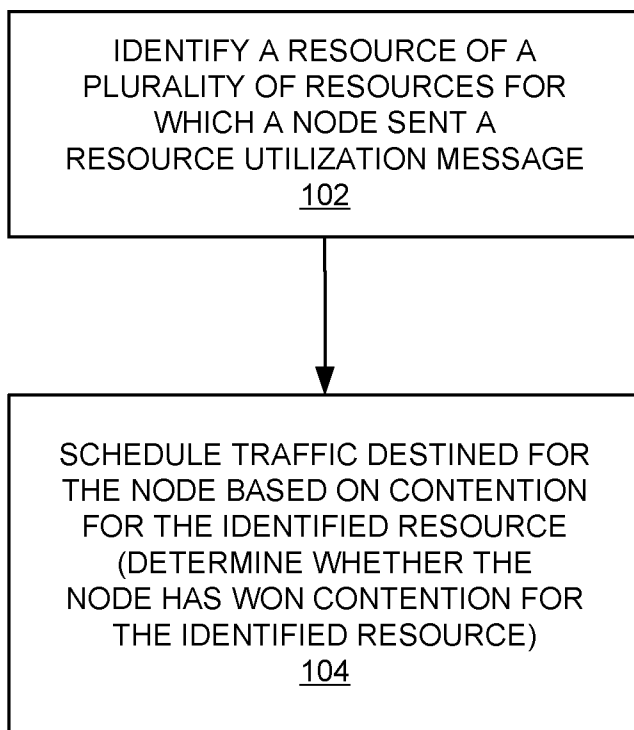 IDENTIFY A RESOURCE OF A
PLURALITY OF RESOURCES FOR
WHICH A NODE SENT A
RESOURCE UTILIZATION MESSAGE
102
SCHEDULE TRAFFIC DESTINED FOR
THE NODE BASED ON CONTENTION
FOR THE IDENTIFIED RESOURCE
(DETERMINE WHETHER THE
NODE HAS WON CONTENTION FOR
THE IDENTIFIED RESOURCE)
104